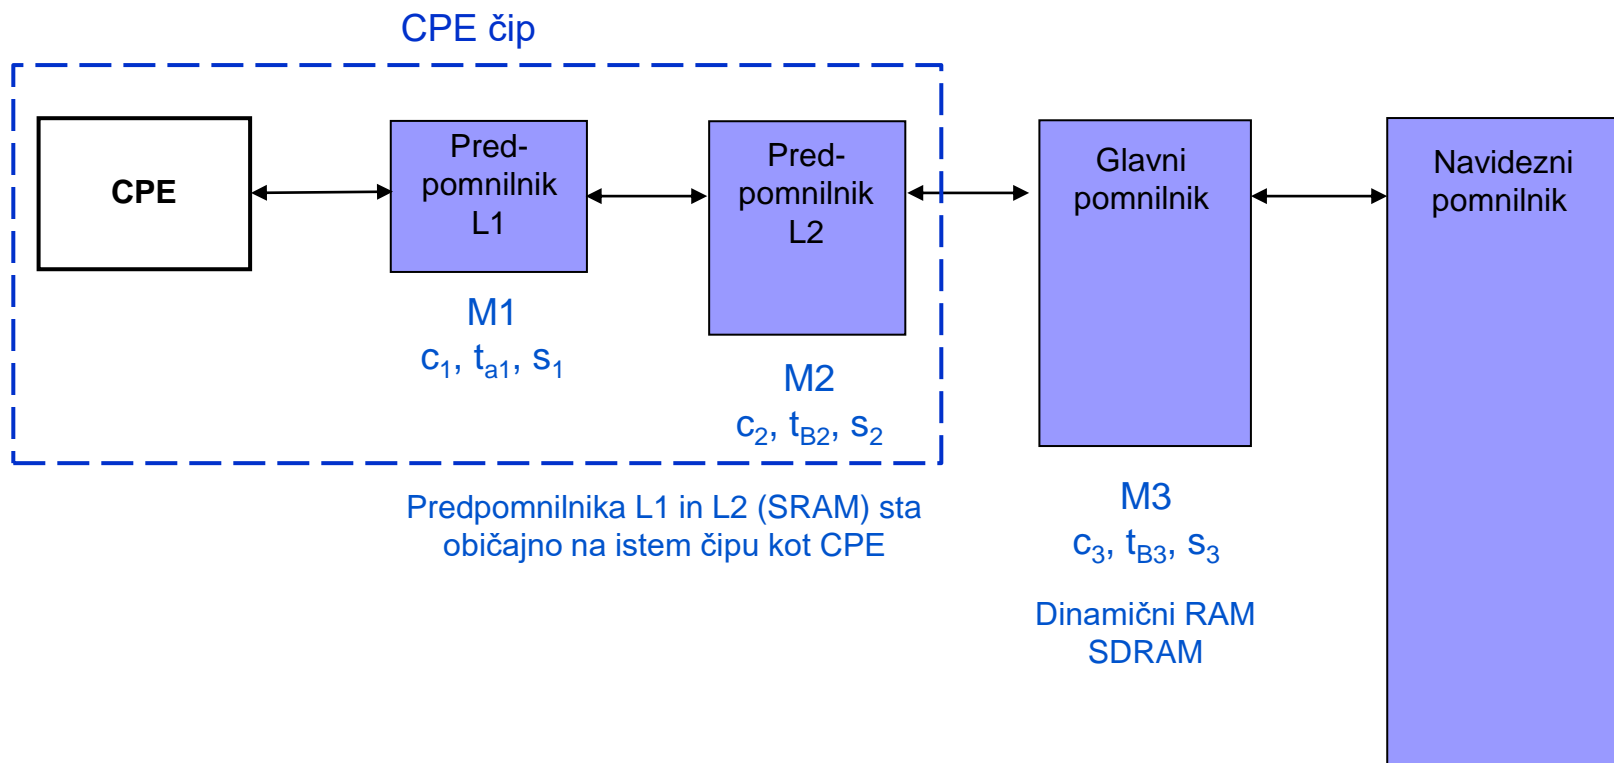 CPE čip
CPE
Pred-
pomnilnik
L1
Pred-
pomnilnik
L2
Glavni
pomnilnik
Navidezni
pomnilnik
M1
c₁, tₐ₁, s₁
M2
c₂, t_B2, s₂
M3
c₃, t_B3, s₃
Predpomnilnika L1 in L2 (SRAM) sta
običajno na istem čipu kot CPE
Dinamični RAM
SDRAM